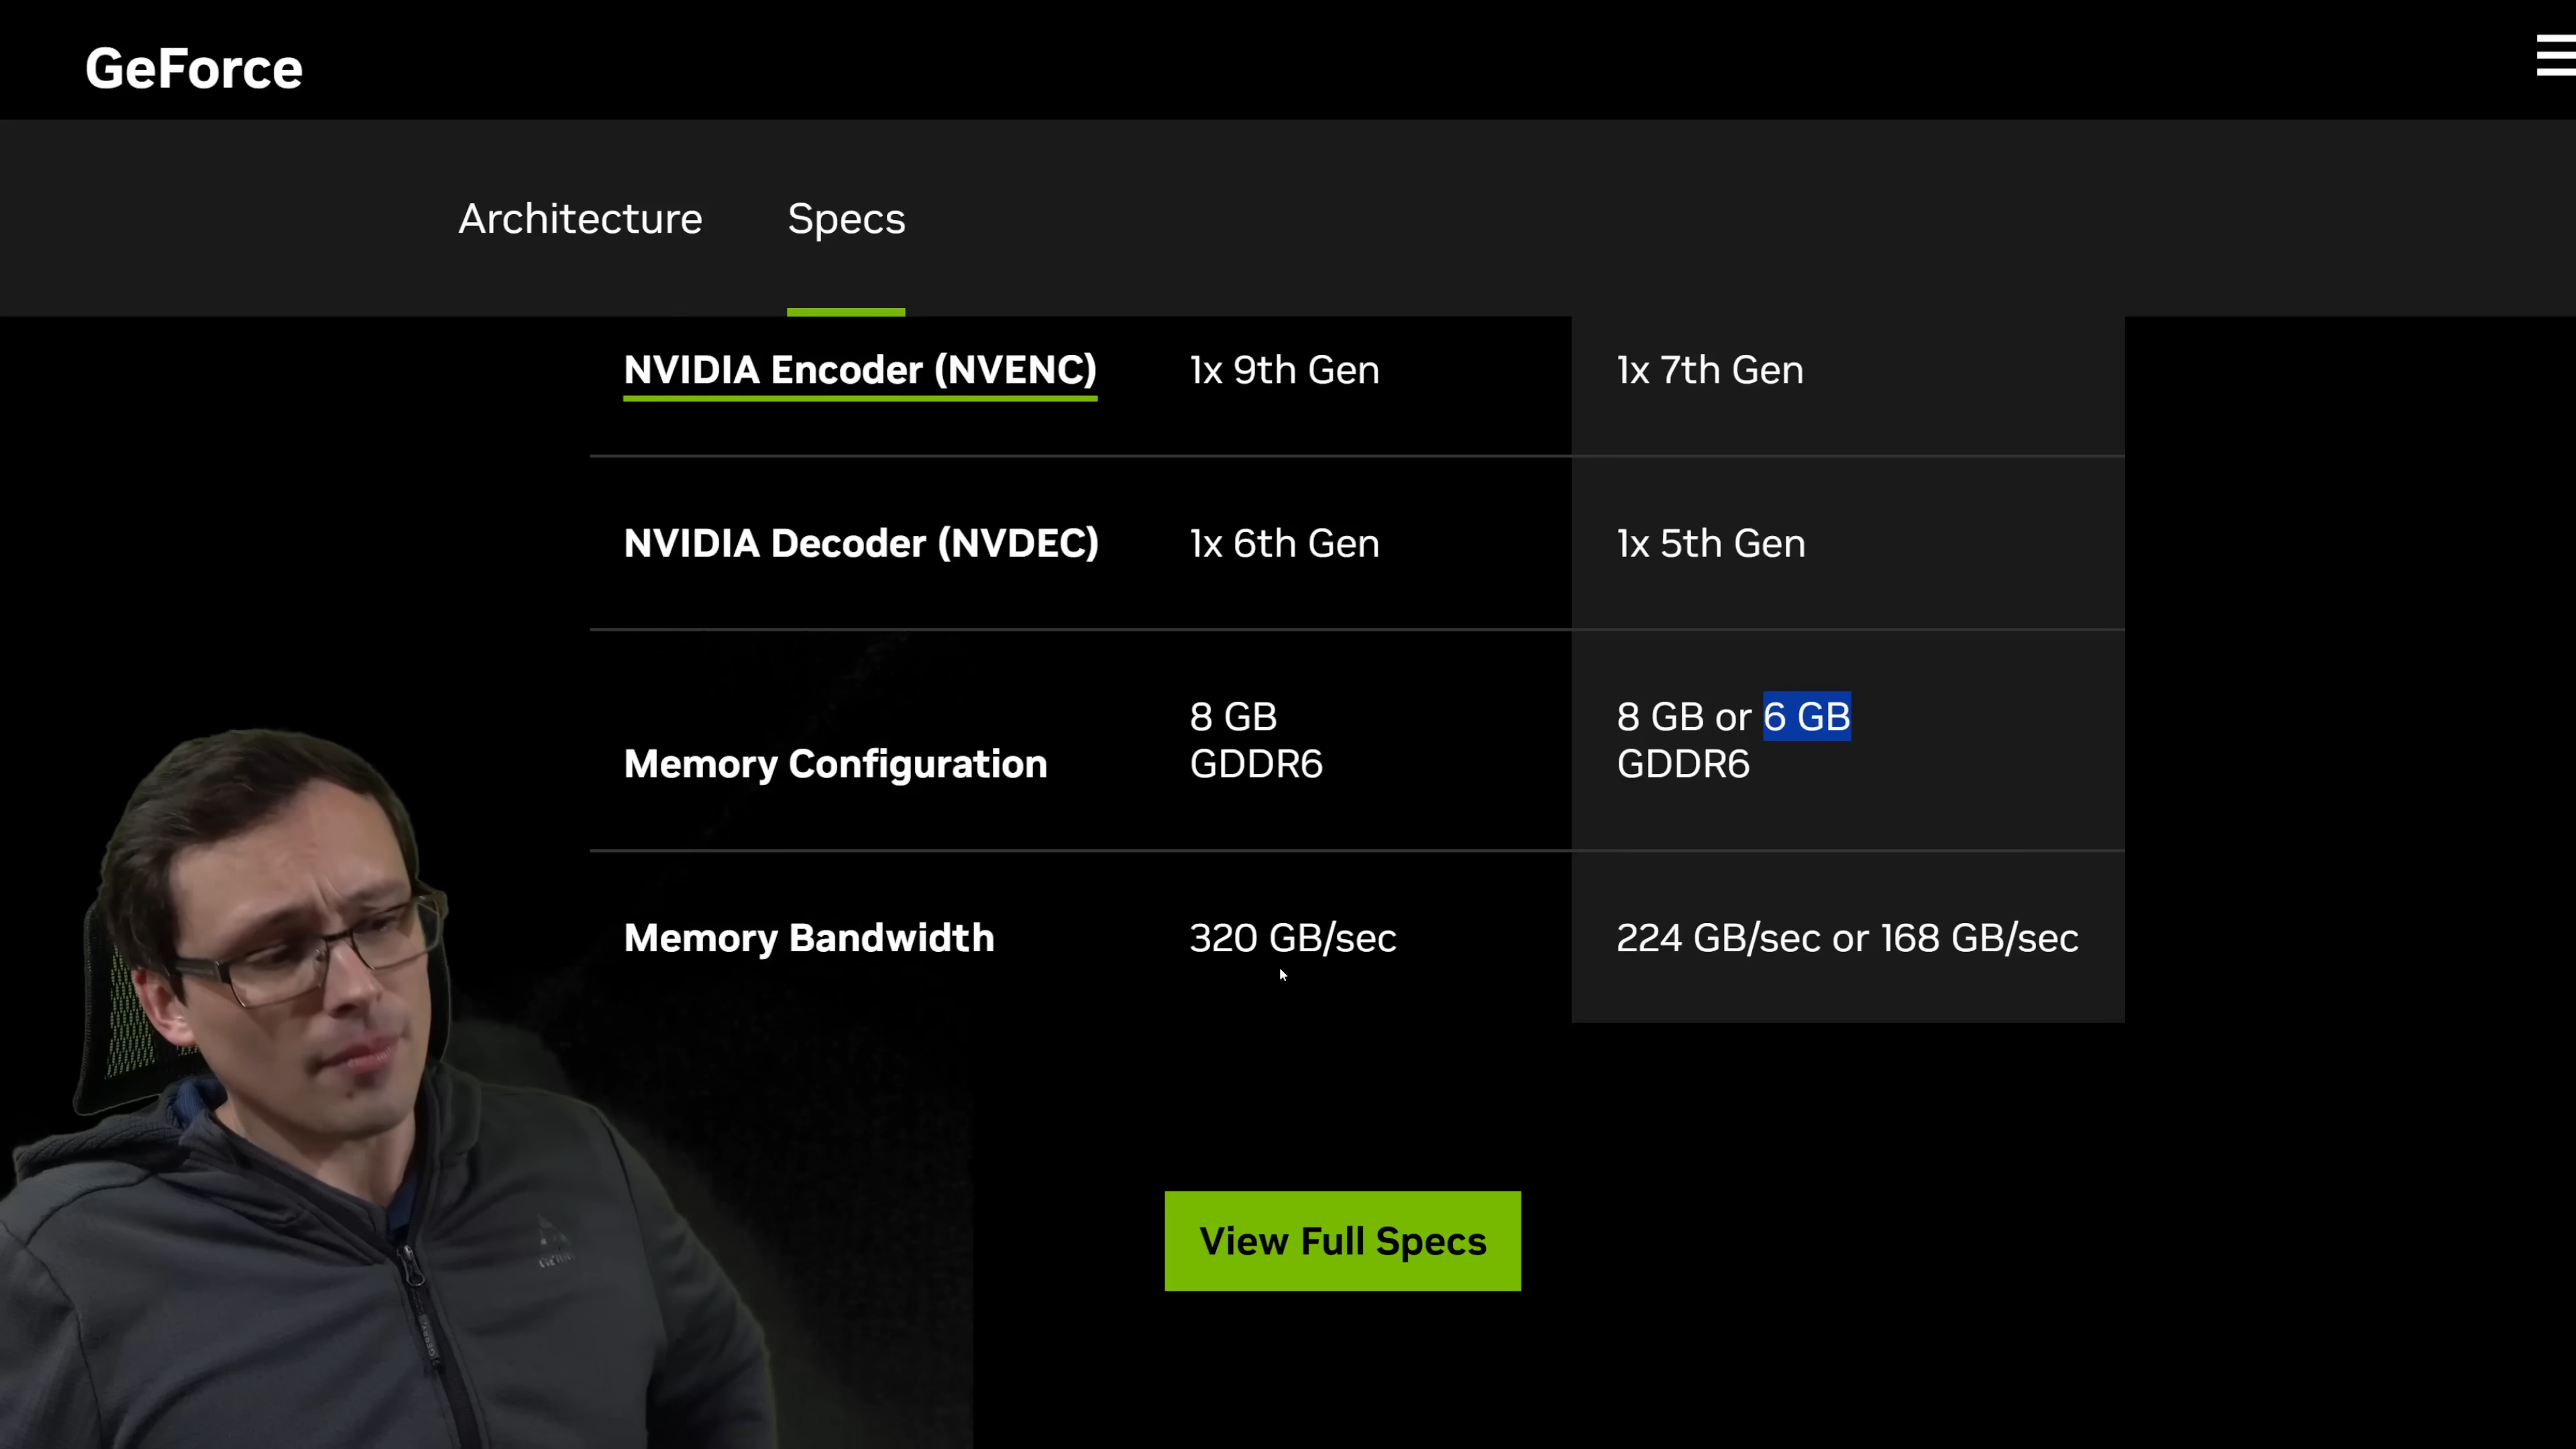 GeForce
Architecture Specs
NVIDIA Encoder (NVENC) 1x 9th Gen 1x 7th Gen
NVIDIA Decoder (NVDEC) 1x 6th Gen 1x 5th Gen
Memory Configuration
8 GB
GDDR6
8 GB or 6 GB
GDDR6
Memory Bandwidth 320 GB/sec 224 GB/sec or 168 GB/sec
View Full Specs